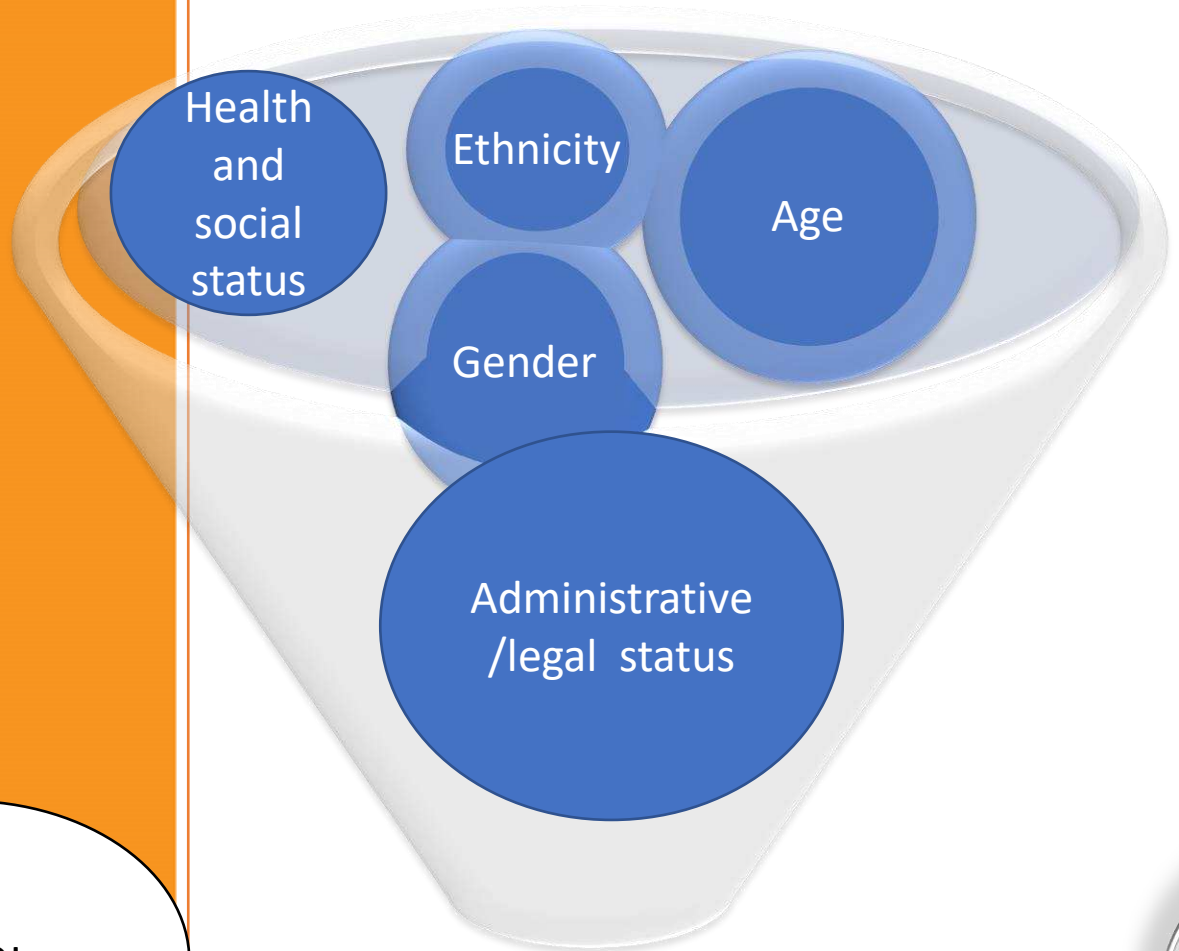 Health
and
social
status
Ethnicity
Age
Gender
Administrative
/legal status